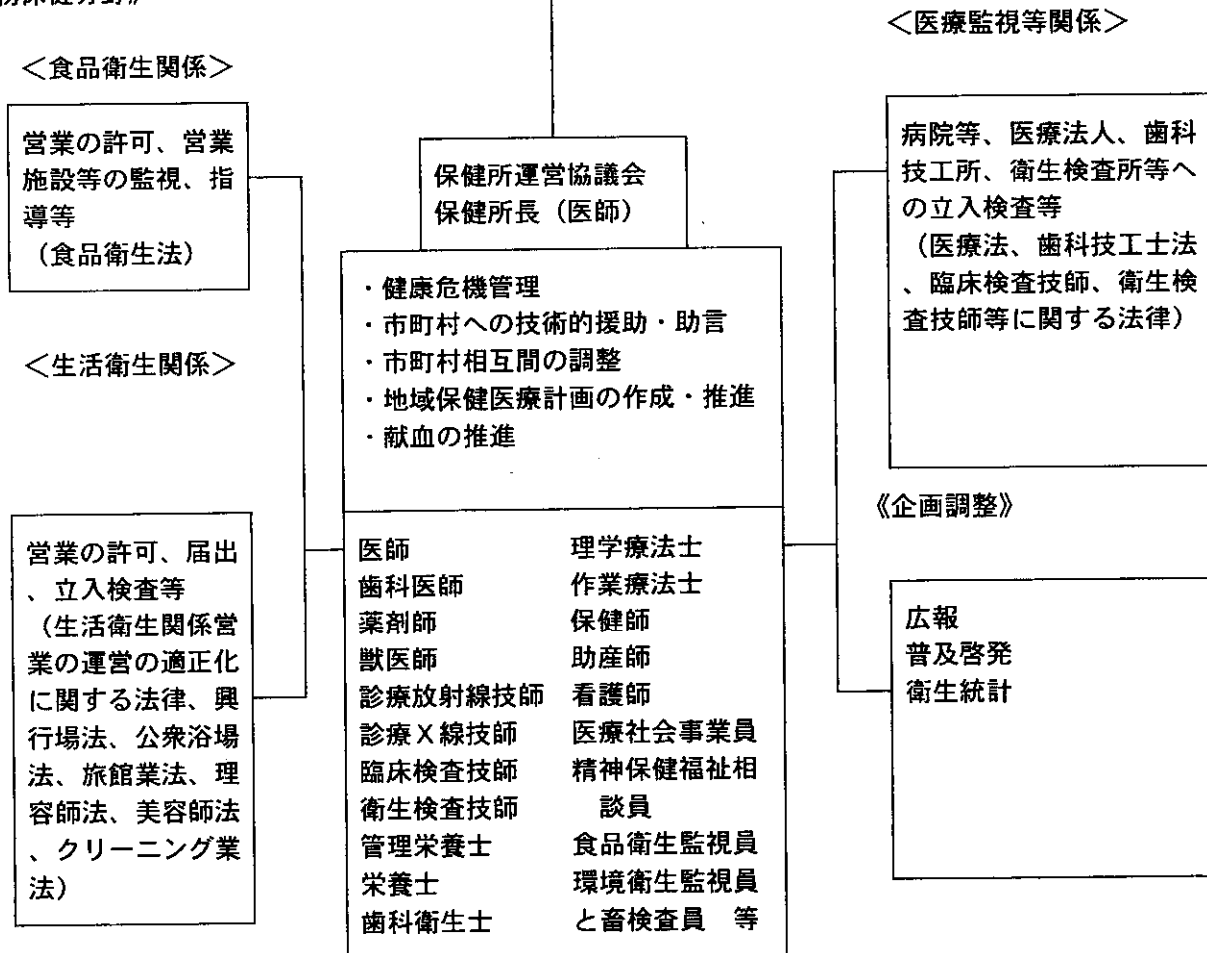 <医療監視等関係>
<食品衛生関係>
営業の許可、営業
施設等の監視、指
導等
(食品衛生法)
保健所運営協議会
保健所長(医師)
病院等、医療法人、歯科
技工所、衛生検査所等へ
の立入検査等
(医療法、歯科技工士法
、臨床検査技師、衛生検
査技師等に関する法律)
・健康危機管理
・市町村への技術的援助・助言
・市町村相互間の調整
・地域保健医療計画の作成・推進
・献血の推進
<生活衛生関係>
営業の許可、届出
、立入検査等
(生活衛生関係営
業の運営の適正化
に関する法律、興
行場法、公衆浴場
法、旅館業法、理
容師法、美容師法
、クリーニング業
法)
医師 理学療法士
歯科医師 作業療法士
薬剤師 保健師
獣医師 助産師
診療放射線技師 看護師
診療X線技師 医療社会事業員
臨床検査技師 精神保健福祉相
衛生検査技師 談員
管理栄養士 食品衛生監視員
栄養士 環境衛生監視員
歯科衛生士 と畜検査員 等
《企画調整》
広報
普及啓発
衛生統計